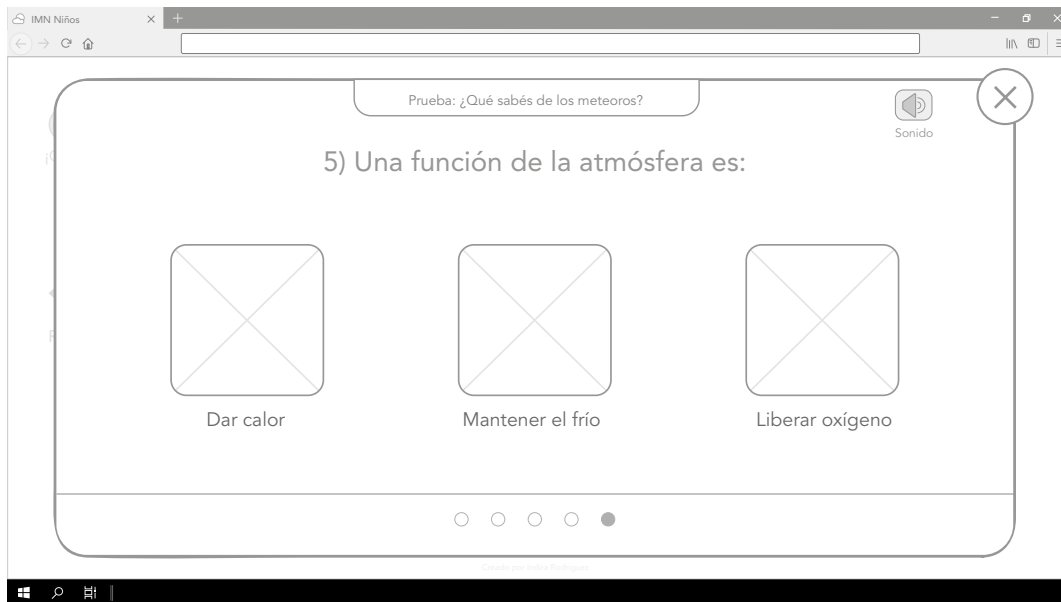 IMN Niños
Prueba: ¿Qué sabés de los meteoros?
Sonido
5) Una función de la atmósfera es:
Dar calor
Mantener el frío
Liberar oxígeno